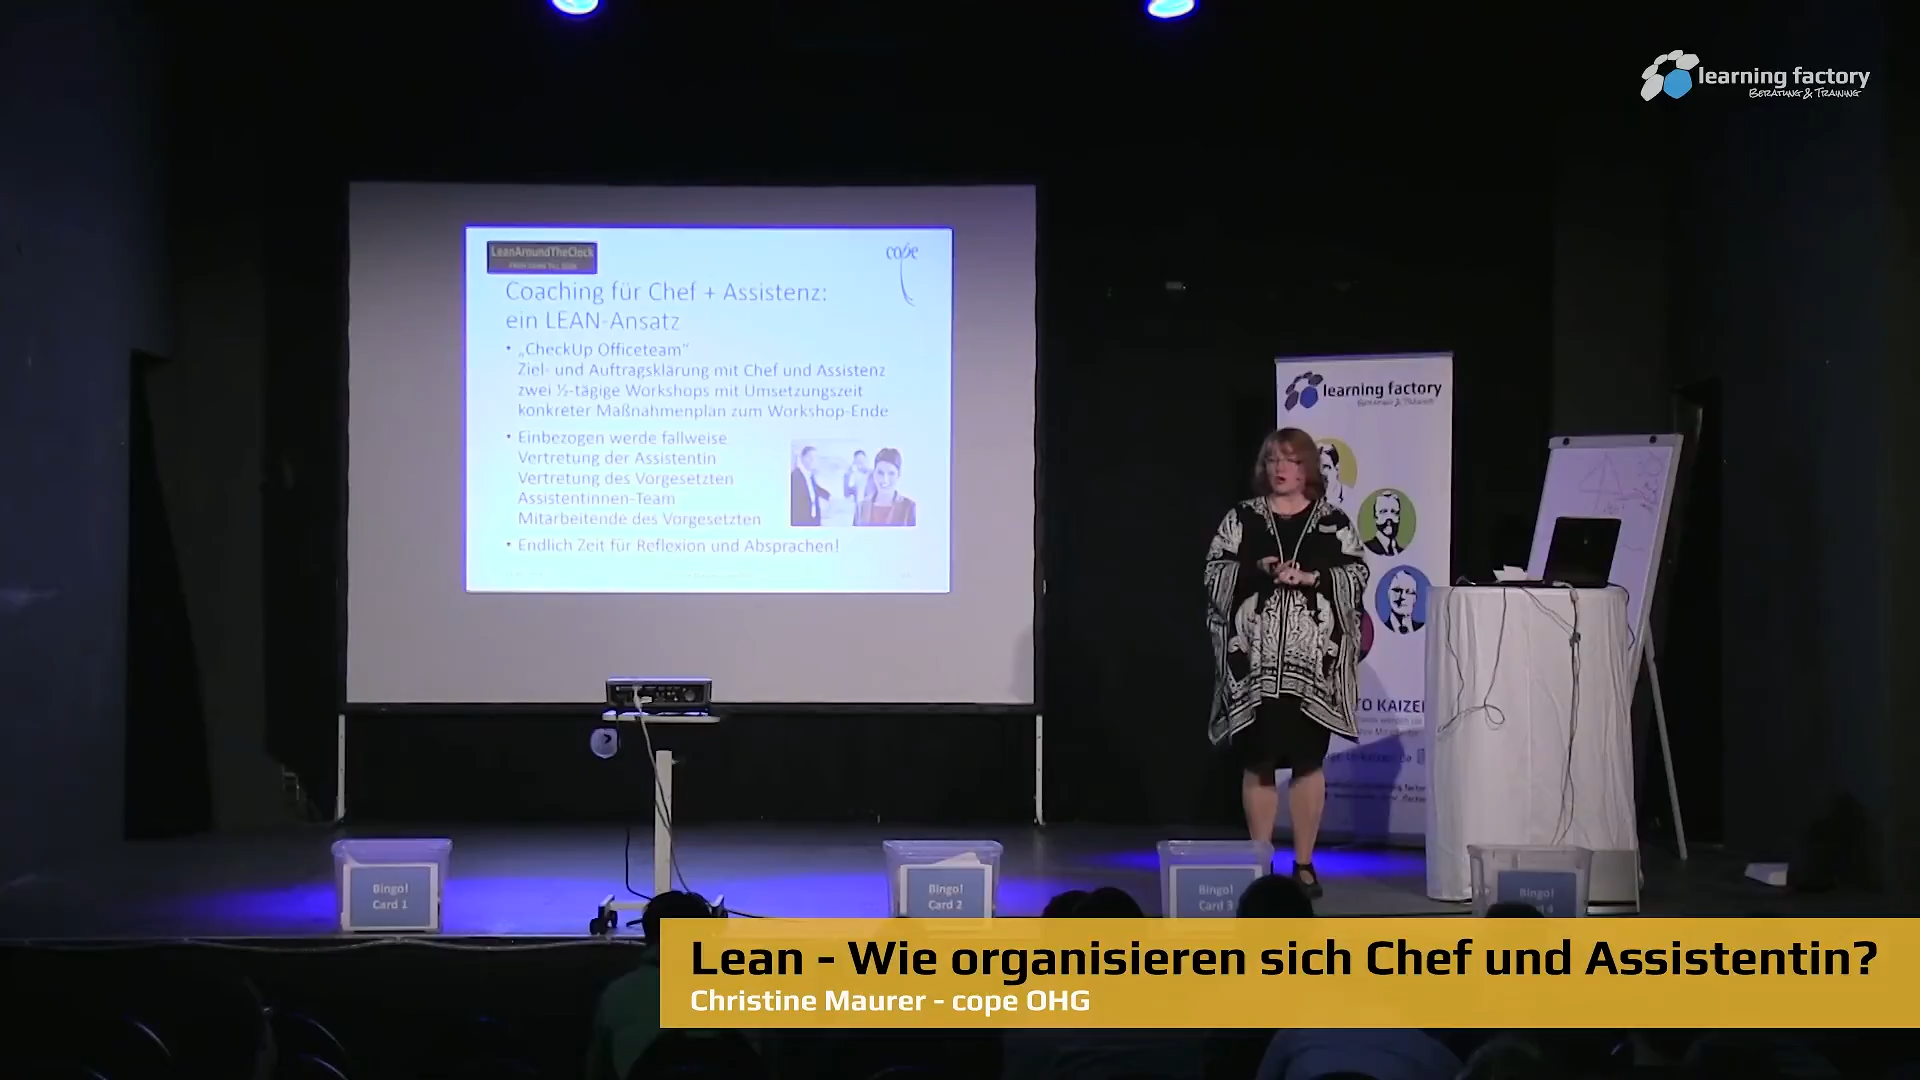 learning factory
Beratung & Training
LeanAroundTheClock
cope
Coaching für Chef + Assistenz:
ein LEAN-Ansatz
• „CheckUp Officeteam“
Ziel- und Auftragsklärung mit Chef und Assistenz
zwei ½-tägige Workshops mit Umsetzungszeit
konkreter Maßnahmenplan zum Workshop-Ende
• Einbezogen werde fallweise
Vertretung der Assistentin
Vertretung des Vorgesetzten
Assistentinnen-Team
Mitarbeitende des Vorgesetzten
• Endlich Zeit für Reflexion und Absprachen!
learning factory
Beratung & Training
TO KAIZE
Bingo!
Card 1
Bingo!
Card 2
Bingo!
Card 3
Bingo!
Lean - Wie organisieren sich Chef und Assistentin?
Christine Maurer - cope OHG